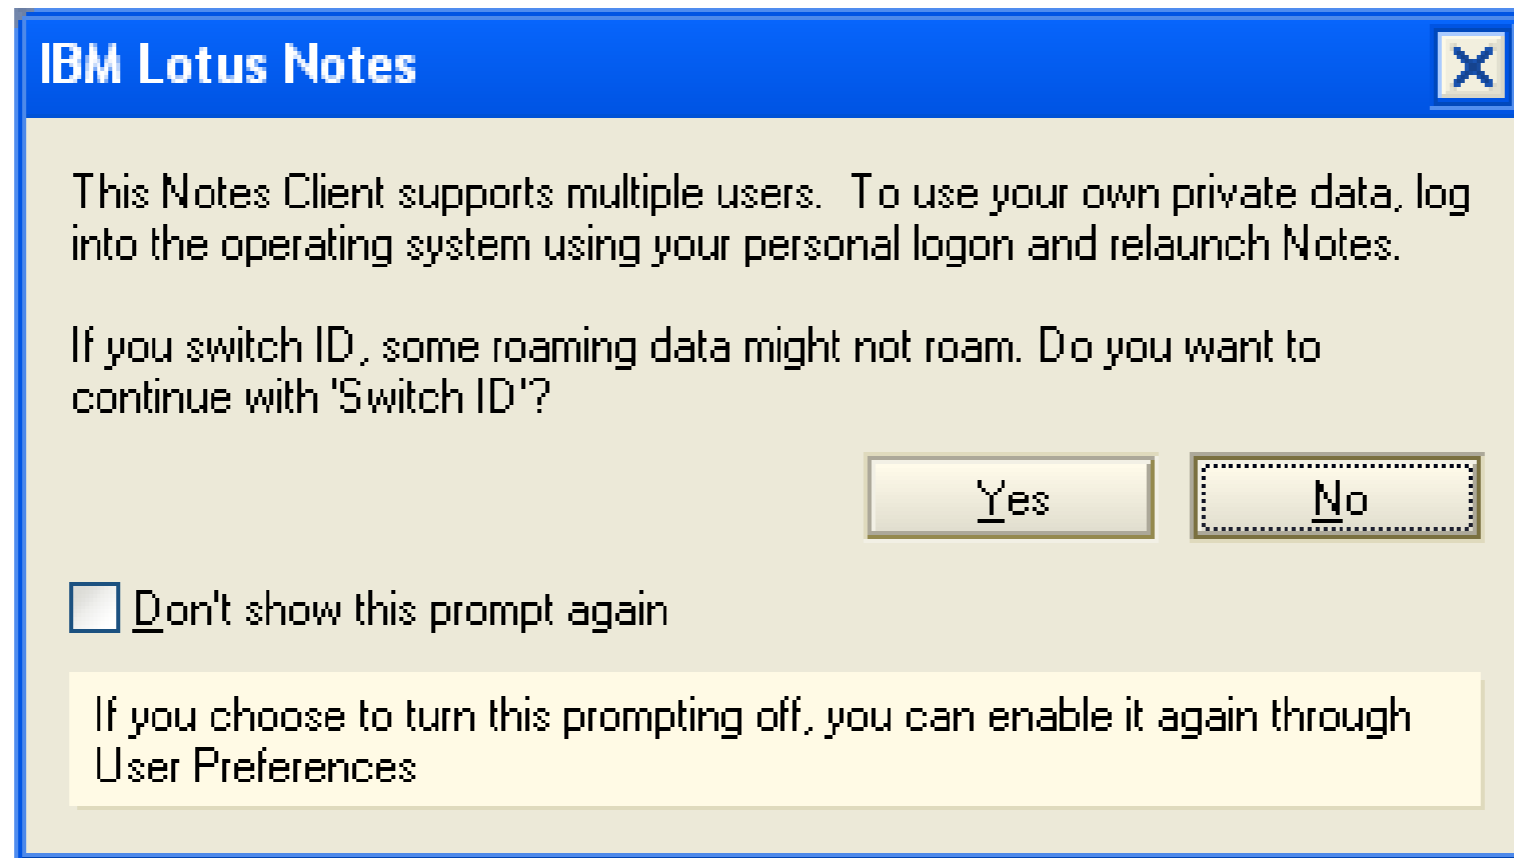 IBM Lotus Notes
This Notes Client supports multiple users.  To use your own private data, log
into the operating system using your personal logon and relaunch Notes.
If you switch ID, some roaming data might not roam. Do you want to
continue with 'Switch ID'?
Yes No
Don't show this prompt again
If you choose to turn this prompting off, you can enable it again through
User Preferences